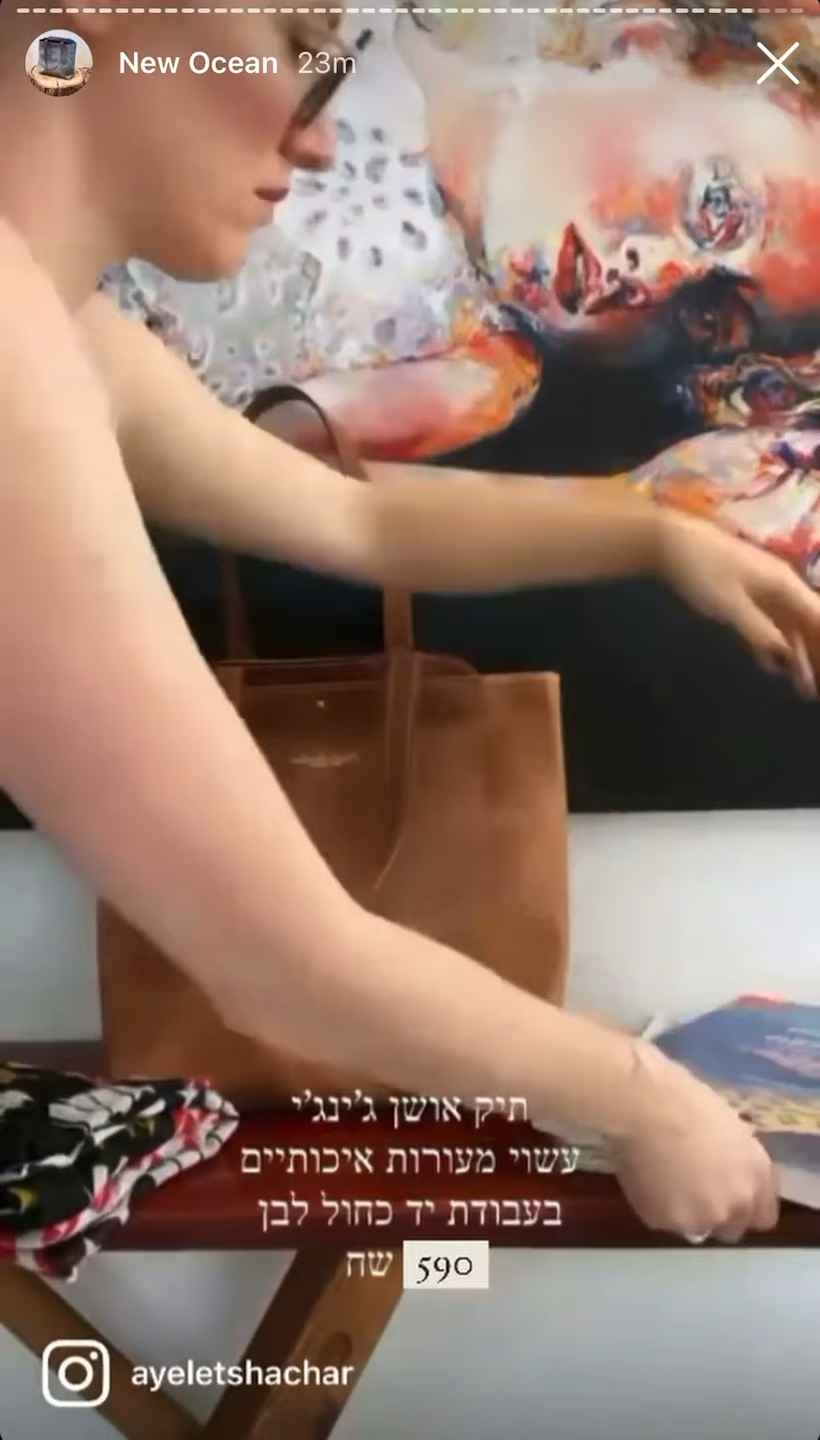 New Ocean 23m
תיק אושן ג'ינג'י
עשוי מעורות איכותיים
בעבודת יד כחול לבן
590 שח
ayeletshachar